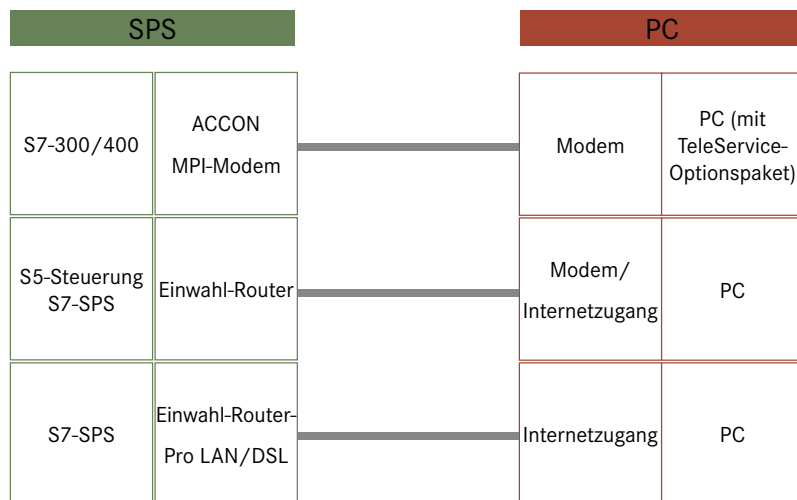 SPS
PC
S7-300/400
ACCON
MPI-Modem
Modem
PC (mit
TeleService-
Optionspaket)
S5-Steuerung
S7-SPS
Einwahl-Router
Modem/
Internetzugang
PC
S7-SPS
Einwahl-Router-
Pro LAN/DSL
Internetzugang
PC